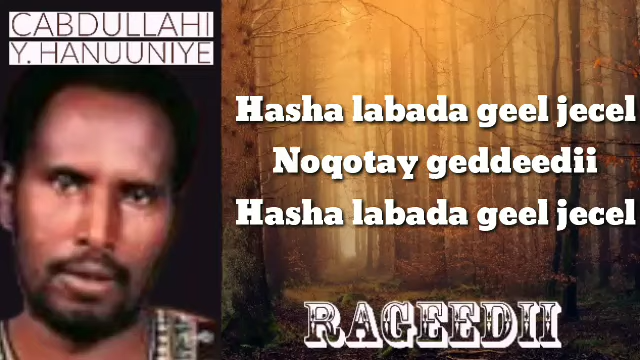 CABDULLAHI
Y. HANUUNIYE
Hasha labada geel jecel
Noqotay geddeedii
Hasha labada geel jecel
RAGEEDII